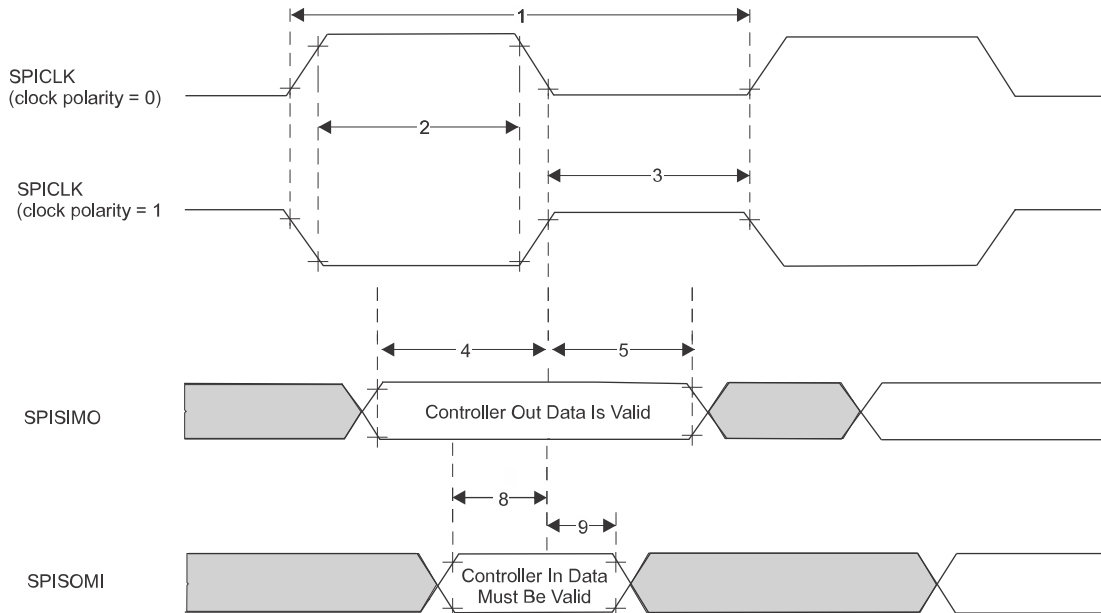 1
SPICLK
(clock polarity = 0)
2
3
SPICLK
(clock polarity = 1
4
5
SPISIMO
Controller Out Data Is Valid
8
9
SPISOMI
Controller In Data
Must Be Valid